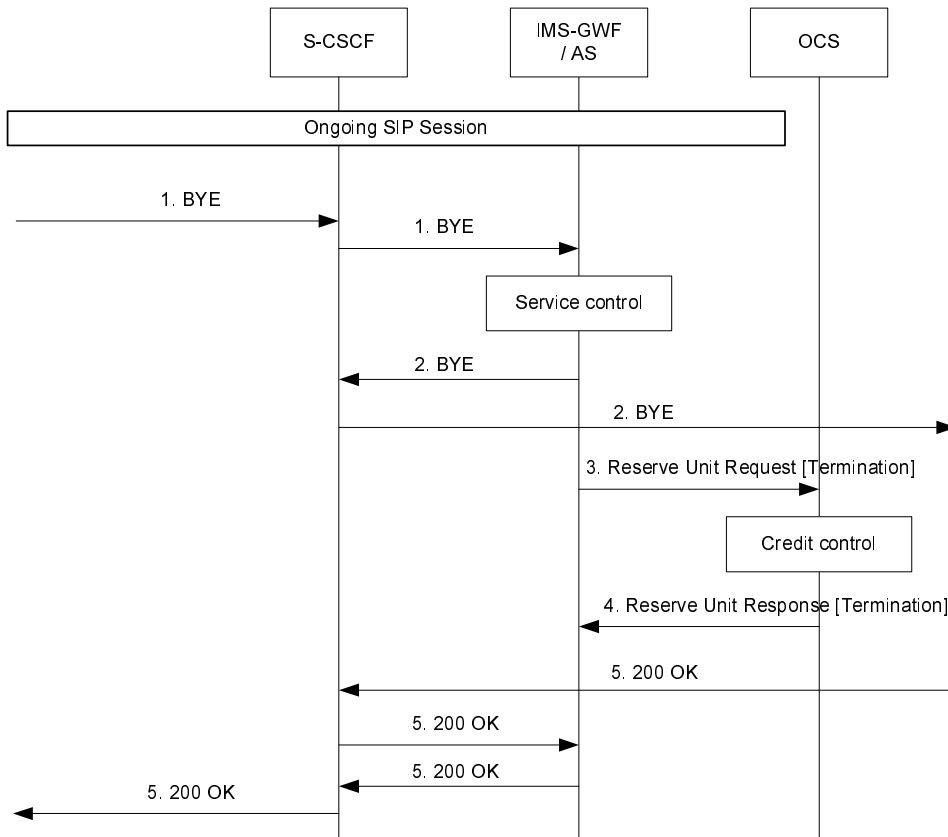 S-CSCF
IMS-GWF
/ AS
OCS
Ongoing SIP Session
1. BYE
1. BYE
Service control
2. BYE
2. BYE
3. Reserve Unit Request [Termination]
Credit control
4. Reserve Unit Response [Termination]
5. 200 OK
5. 200 OK
5. 200 OK
5. 200 OK